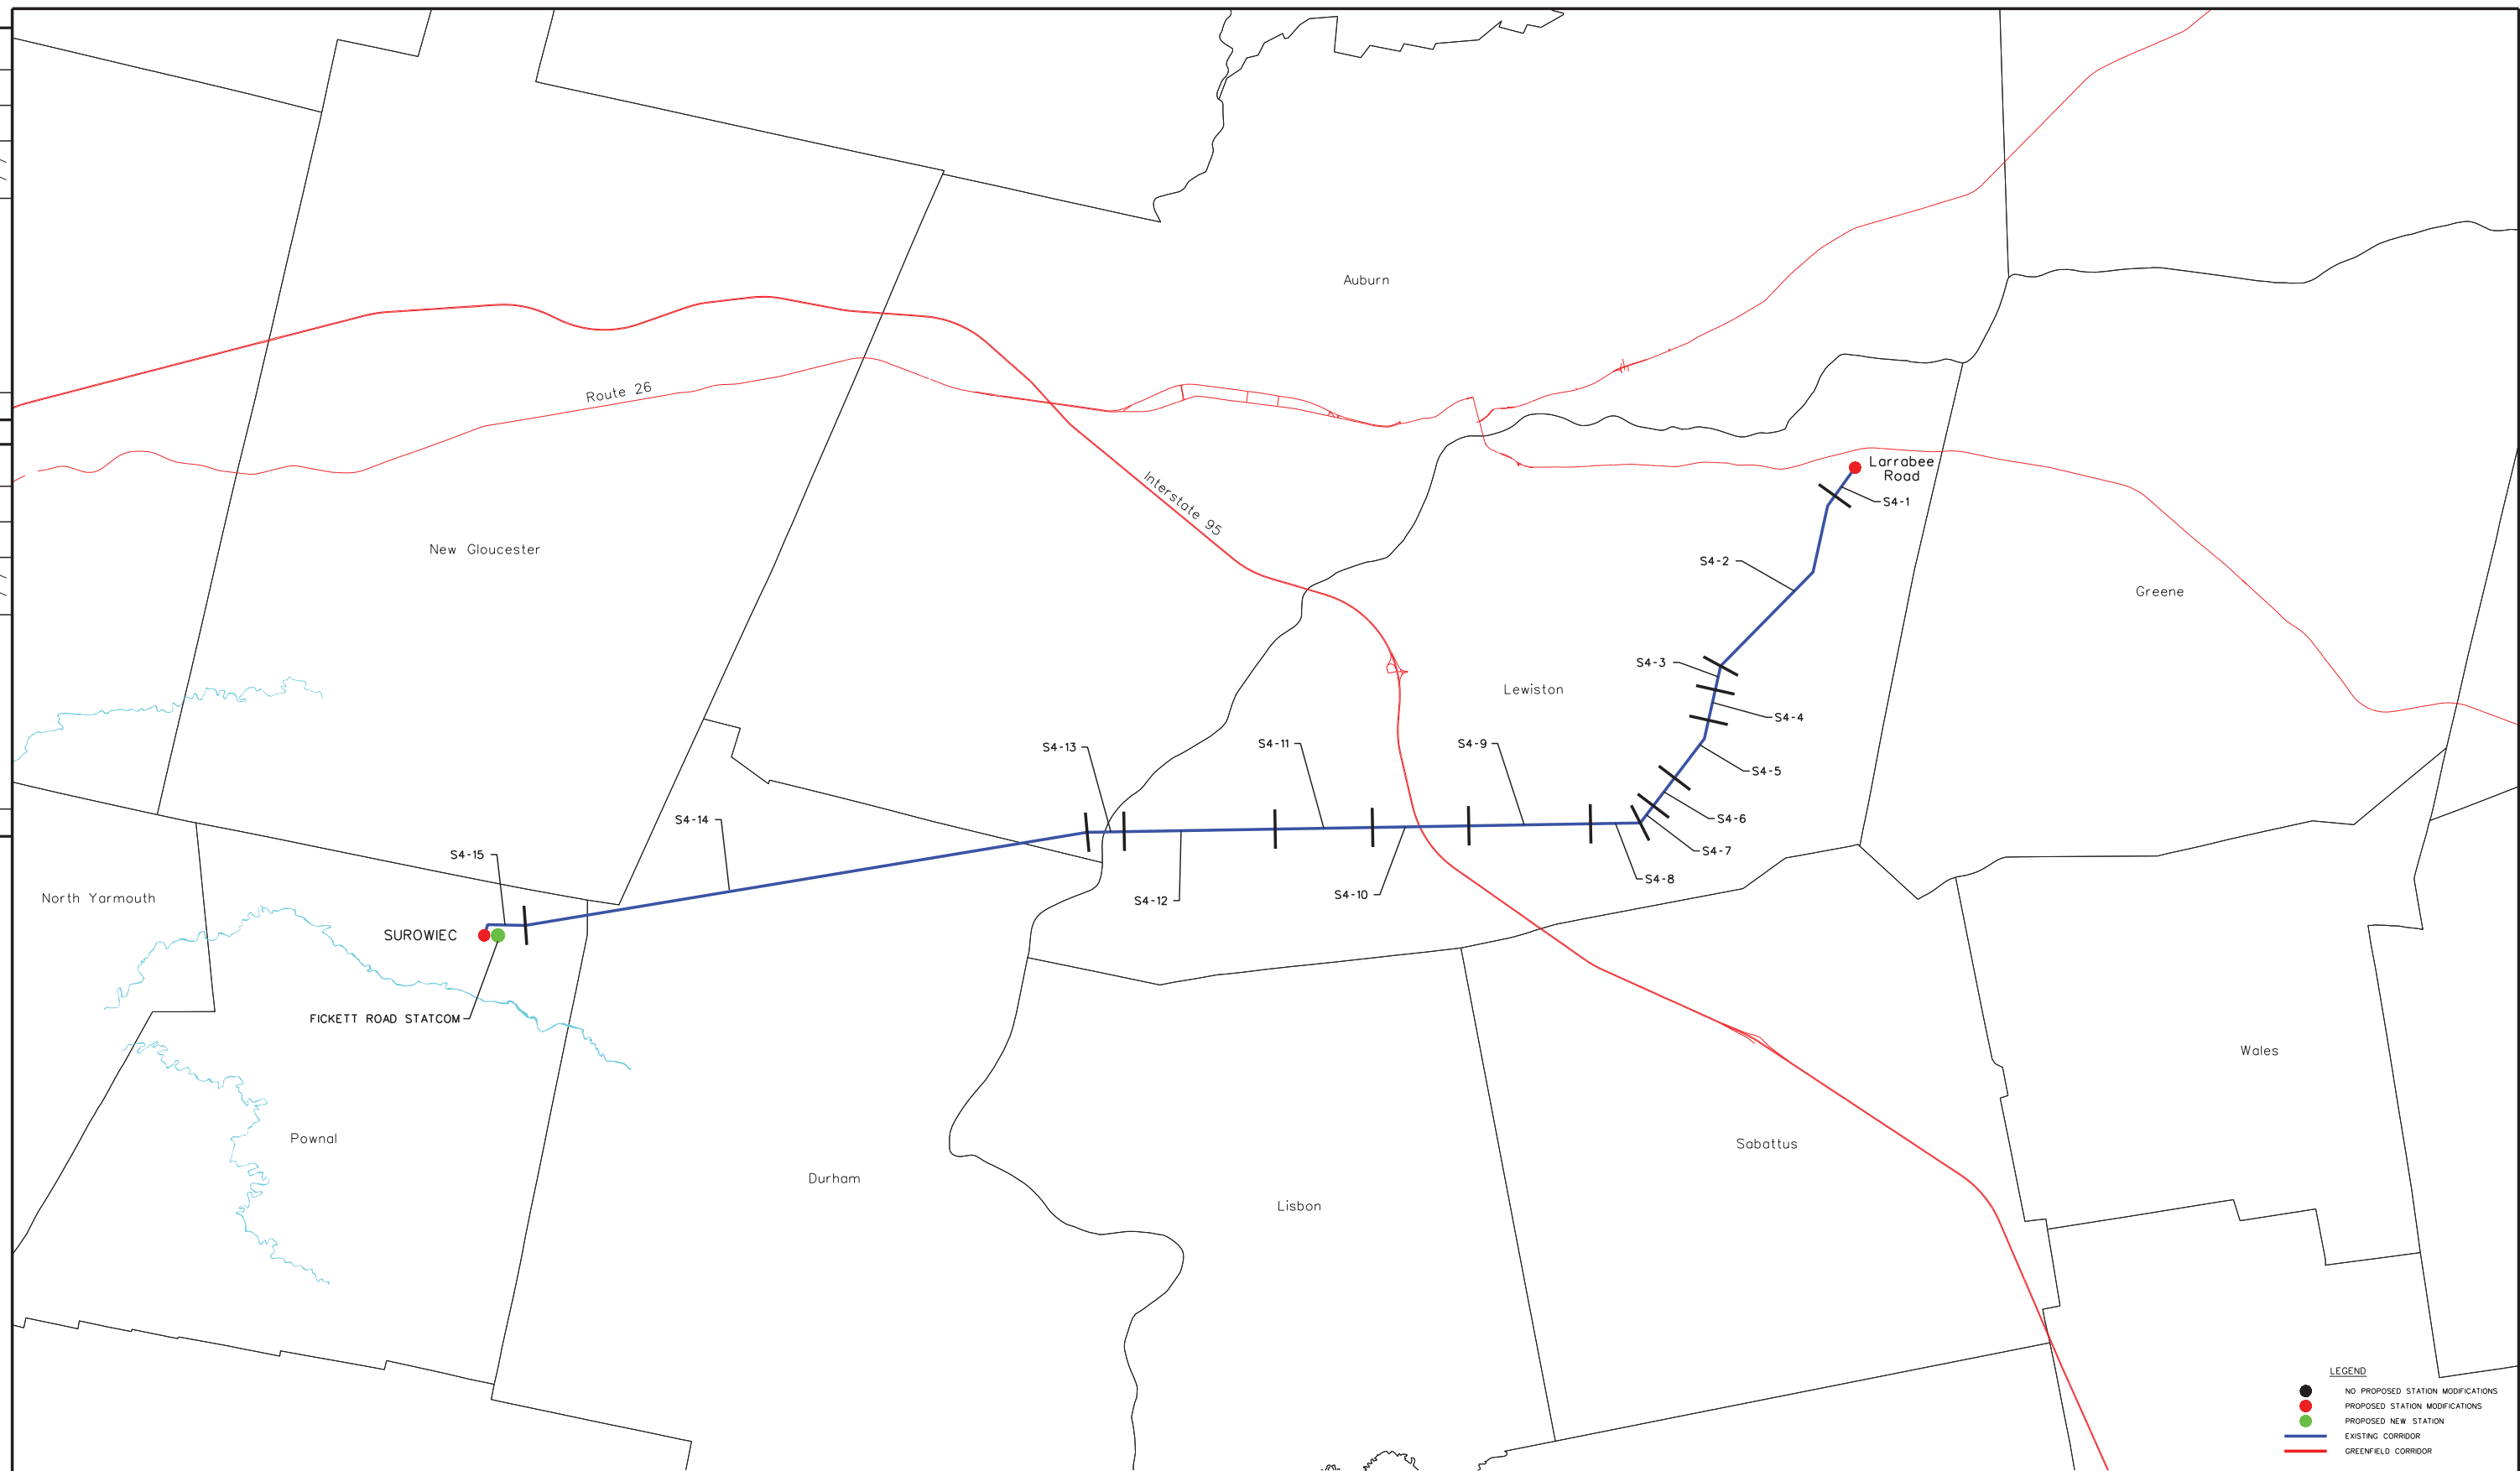 Auburn
Route 26
Larrabee
Road
Interstate 95
S4-1
New Gloucester
S4-2
Greene
S4-3
Lewiston
S4-4
S4-13
S4-11
S4-9
S4-5
S4-14
S4-6
S4-15
S4-7
S4-8
North Yarmouth
S4-12
S4-10
SUROWIEC
FICKETT ROAD STATCOM
Wales
Pownal
Sabattus
Durham
Lisbon
LEGEND
NO PROPOSED STATION MODIFICATIONS
PROPOSED STATION MODIFICATIONS
PROPOSED NEW STATION
EXISTING CORRIDOR
GREENFIELD CORRIDOR